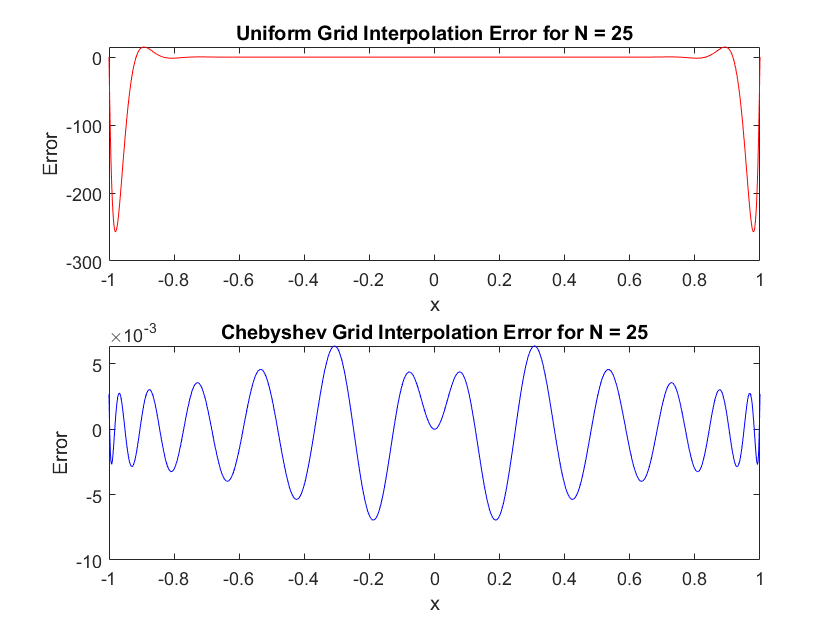 Uniform Grid Interpolation Error for N = 25
0
-100
-200
-300
Error
-1 -0.8 -0.6 -0.4 -0.2 0 0.2 0.4 0.6 0.8 1
x
×10-3
Chebyshev Grid Interpolation Error for N = 25
5
0
-5
-10
Error
-1 -0.8 -0.6 -0.4 -0.2 0 0.2 0.4 0.6 0.8 1
x